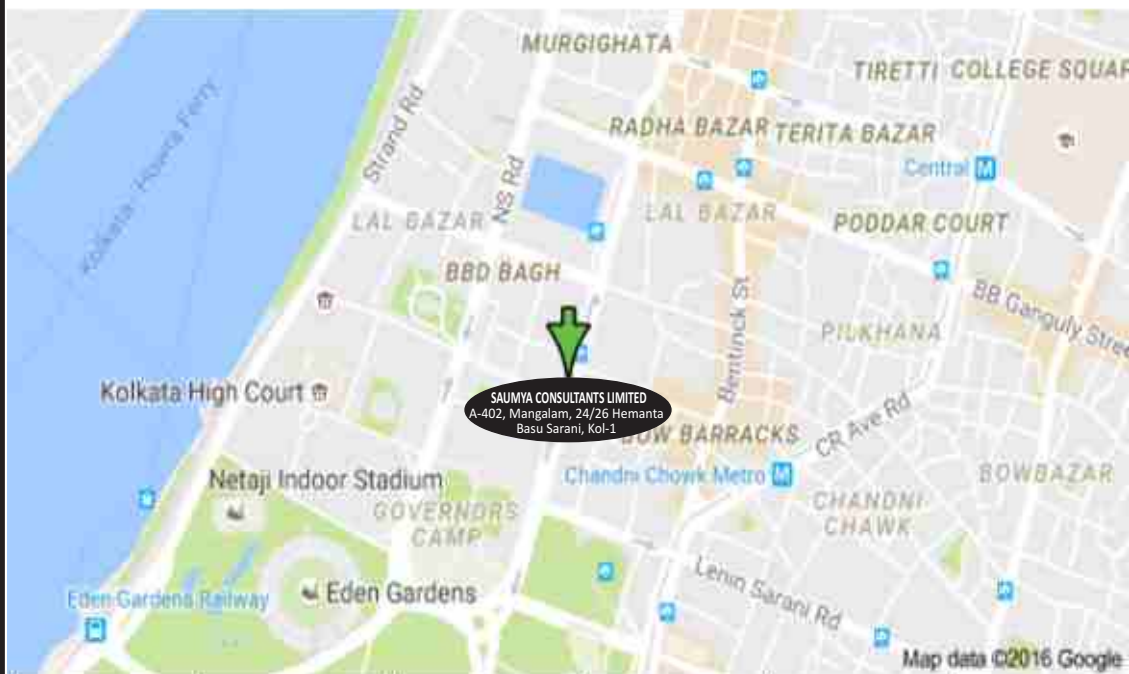 MURGIGHATA
TIRETTI
COLLEGE SQUAR
Strand Rd
RADHA BAZAR
TERITA BAZAR
Central M
Kolkata - Howra Ferry
NS Rd
LAL BAZAR
LAL BAZAR
PODDAR COURT
BBD BAGH
BB Ganguly Stree
Bentinck St
PILKHANA
Kolkata High Court
SAUMYA CONSULTANTS LIMITED
A-402, Mangalam, 24/26 Hemanta
Basu Sarani, Kol-1
BOW BARRACKS
CR Ave Rd
Netaji Indoor Stadium
Chandni Chowk Metro M
BOWBAZAR
GOVERNORS
CAMP
CHANDNI
CHAWK
Lenin Sarani Rd
Eden Gardens Railway
Eden Gardens
Map data ©2016 Google